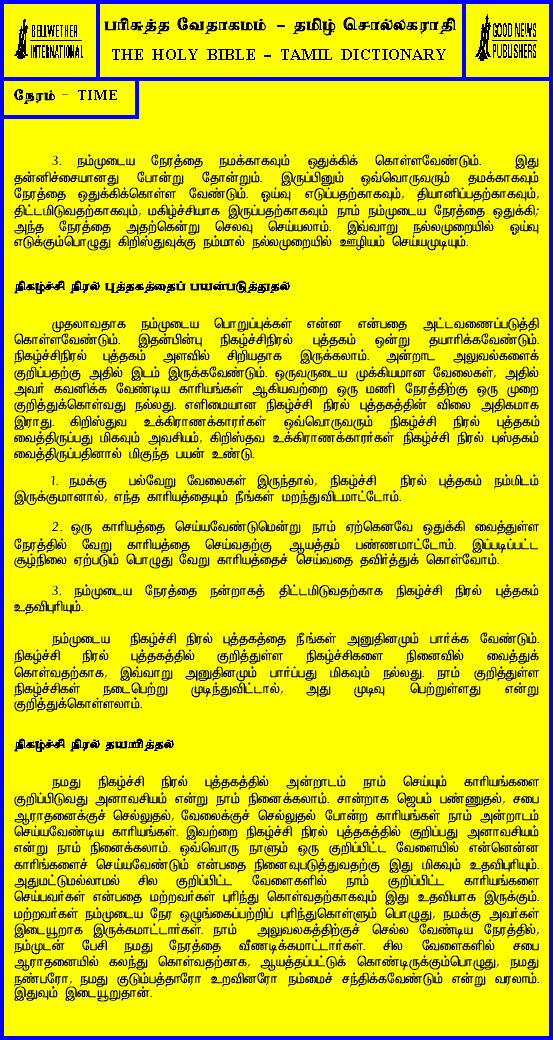 BELLWETHER
INTERNATIONAL
பரிசுத்த வேதாகமம் - தமிழ் சொல்லகராதி
THE HOLY BIBLE - TAMIL DICTIONARY
GOOD NEWS
PUBLISHERS
நேரம் - TIME
3. நம்முடைய நேரத்தை நமக்காகவும் ஒதுக்கிக் கொள்ளவேண்டும். இது
தன்னிச்சையானது போன்று தோன்றும். இருப்பினும் ஒவ்வொருவரும் தமக்காகவும்
நேரத்தை ஒதுக்கிக்கொள்ள வேண்டும். ஓய்வு எடுப்பதற்காகவும், தியானிப்பதற்காகவும்,
திட்டமிடுவதற்காகவும், மகிழ்ச்சியாக இருப்பதற்காகவும் நாம் நம்முடைய நேரத்தை ஒதுக்கி;
அந்த நேரத்தை அதற்கென்று செலவு செய்யலாம். இவ்வாறு நல்லமுறையில் ஓய்வு
எடுக்கும்பொழுது கிறிஸ்துவுக்கு நம்மால் நல்லமுறையில் ஊழியம் செய்யமுடியும்.
நிகழ்ச்சி நிரல் புத்தகத்தைப் பயன்படுத்துதல்
முதலாவதாக நம்முடைய பொறுப்புக்கள் என்ன என்பதை அட்டவணைப்படுத்தி
கொள்ளவேண்டும். இதன்பின்பு நிகழ்ச்சிநிரல் புத்தகம் ஒன்று தயாரிக்கவேண்டும்.
நிகழ்ச்சிநிரல் புத்தகம் அளவில் சிறியதாக இருக்கலாம். அன்றாட அலுவல்களைக்
குறிப்பதற்கு அதில் இடம் இருக்கவேண்டும். ஒருவருடைய முக்கியமான வேலைகள், அதில்
அவர் கவனிக்க வேண்டிய காரியங்கள் ஆகியவற்றை ஒரு மணி நேரத்திற்கு ஒரு முறை
குறித்துக்கொள்வது நல்லது. எளிமையான நிகழ்ச்சி நிரல் புத்தகத்தின் விலை அதிகமாக
இராது. கிறிஸ்துவ உக்கிராணக்காரர்கள் ஒவ்வொருவரும் நிகழ்ச்சி நிரல் புத்தகம்
வைத்திருப்பது மிகவும் அவசியம், கிறிஸ்தவ உக்கிராணக்காரர்கள் நிகழ்ச்சி நிரல் புஸ்தகம்
வைத்திருப்பதினால் மிகுந்த பயன் உண்டு.
1. நமக்கு பல்வேறு வேலைகள் இருந்தால், நிகழ்ச்சி நிரல் புத்தகம் நம்மிடம்
இருக்குமானால், எந்த காரியத்தையும் நீங்கள் மறந்துவிடமாட்டோம்.
2. ஒரு காரியத்தை செய்யவேண்டுமென்று நாம் ஏற்கெனவே ஒதுக்கி வைத்துள்ள
நேரத்தில் வேறு காரியத்தை செய்வதற்கு ஆயத்தம் பண்ணமாட்டோம். இப்படிப்பட்ட
சூழ்நிலை ஏற்படும் பொழுது வேறு காரியத்தைச் செய்வதை தவிர்த்துக் கொள்வோம்.
3. நம்முடைய நேரத்தை நன்றாகத் திட்டமிடுவதற்காக நிகழ்ச்சி நிரல் புத்தகம்
உதவிபுரியும்.
நம்முடைய நிகழ்ச்சி நிரல் புத்தகத்தை நீங்கள் அனுதினமும் பார்க்க வேண்டும்.
நிகழ்ச்சி நிரல் புத்தகத்தில் குறித்துள்ள நிகழ்ச்சிகளை நினைவில் வைத்துக்
கொள்வதற்காக, இவ்வாறு அனுதினமும் பார்ப்பது மிகவும் நல்லது. நாம் குறித்துள்ள
நிகழ்ச்சிகள் நடைபெற்று முடிந்துவிட்டால், அது முடிவு பெற்றுள்ளது என்று
குறித்துக்கொள்ளலாம்.
நிகழ்ச்சி நிரல் தயாரித்தல்
நமது நிகழ்ச்சி நிரல் புத்தகத்தில் அன்றாடம் நாம் செய்யும் காரியங்களை
குறிப்பிடுவது அனாவசியம் என்று நாம் நினைக்கலாம். சான்றாக ஜெபம் பண்ணுதல், சபை
ஆராதனைக்குச் செல்லுதல், வேலைக்குச் செல்லுதல் போன்ற காரியங்கள் நாம் அன்றாடம்
செய்யவேண்டிய காரியங்கள். இவற்றை நிகழ்ச்சி நிரல் புத்தகத்தில் குறிப்பது அனாவசியம்
என்று நாம் நினைக்கலாம். ஒவ்வொரு நாளும் ஒரு குறிப்பிட்ட வேளையில் என்னென்ன
காரிங்களைச் செய்யவேண்டும் என்பதை நினைவுபடுத்துவதற்கு இது மிகவும் உதவிபுரியும்.
அதுமட்டுமல்லாமல் சில குறிப்பிட்ட வேளைகளில் நாம் குறிப்பிட்ட காரியங்களை
செய்பவர்கள் என்பதை மற்றவர்கள் புரிந்து கொள்வதற்காகவும் இது உதவியாக இருக்கும்.
மற்றவர்கள் நம்முடைய நேர ஒழுங்கைப்பற்றிப் புரிந்துகொள்ளும் பொழுது, நமக்கு அவர்கள்
இடையூறாக இருக்கமாட்டார்கள். நாம் அலுவலகத்திற்குச் செல்ல வேண்டிய நேரத்தில்,
நம்முடன் பேசி நமது நேரத்தை வீணடிக்கமாட்டார்கள். சில வேளைகளில் சபை
ஆராதனையில் கலந்து கொள்வதற்காக, ஆயத்தப்பட்டுக் கொண்டிருக்கும்பொழுது, நமது
நண்பரோ, நமது குடும்பத்தாரோ உறவினரோ நம்மைச் சந்திக்கவேண்டும் என்று வரலாம்.
இதுவும் இடையூறுதான்.